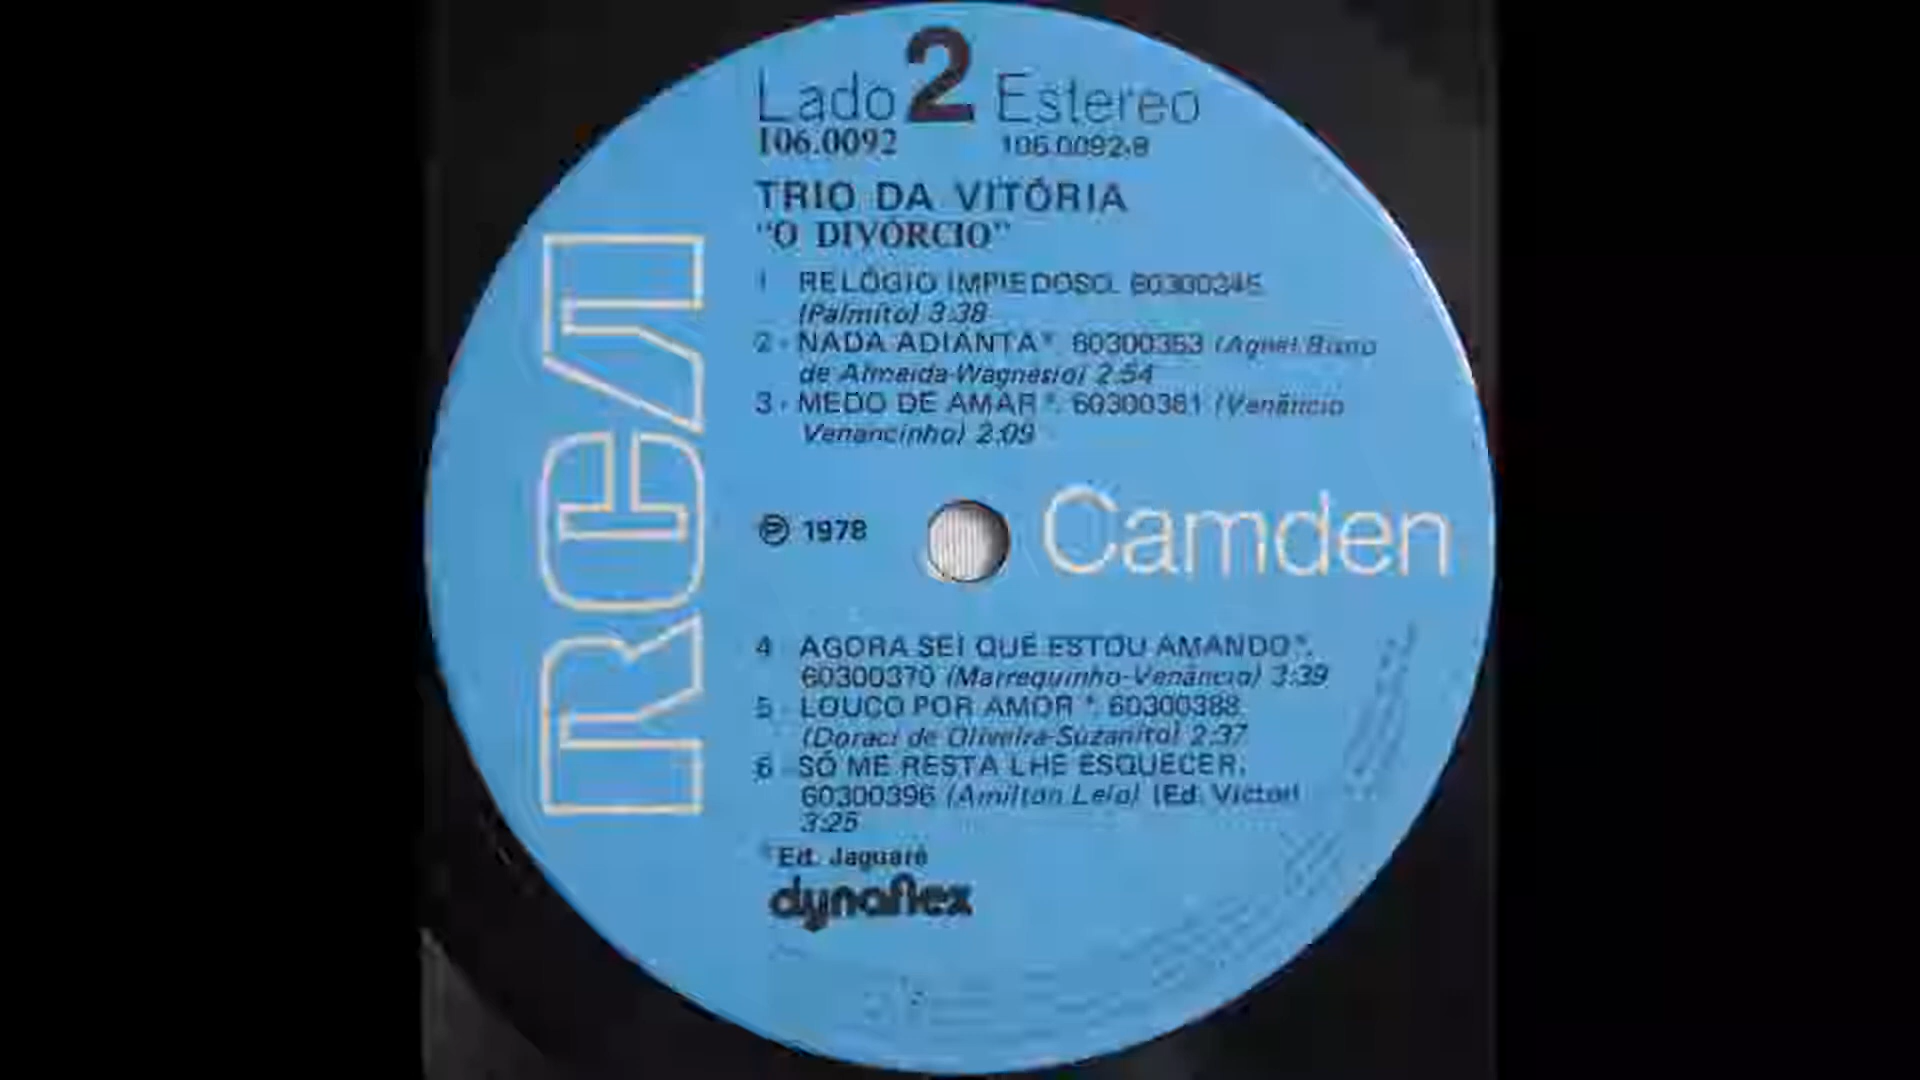 Lado 2 Estereo
106.0092 106.0092-B
TRIO DA VITÓRIA
"O DIVÓRCIO"
1 RELÓGIO IMPIEDOSO. 60300345
(Palmito) 3:38
2 - NADA ADIANTA*. 60300353
de Almeida-Wagnésio) 2:54
3 - MEDO DE AMAR*. 60300361 (Venâncio
Venancinho) 2:09
RCA
℗ 1978 Camden
4 AGORA SEI QUE ESTOU AMANDO*.
60300370 (Marrequinho-Venâncio) 3:39
5 - LOUCO POR AMOR*. 60300388
(Doraci de Oliveira-Suzanito) 2:37
6 - SÓ ME RESTA LHE ESQUECER.
60300396 (Amilton Lelo) (Ed. Victor)
3:25
*Ed. Jaguaré
dynaflex